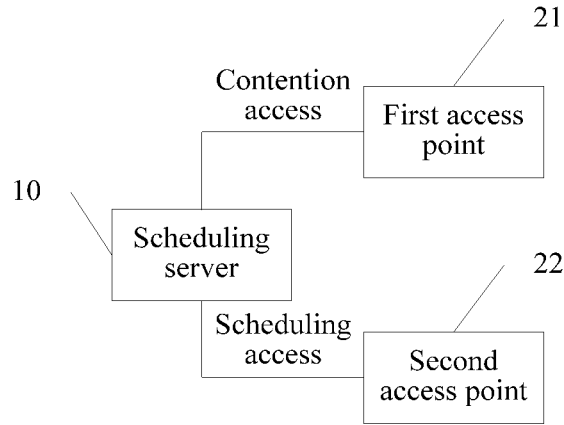 21
Contention
access
First access
point
10
Scheduling
server
22
Scheduling
access
Second
access point